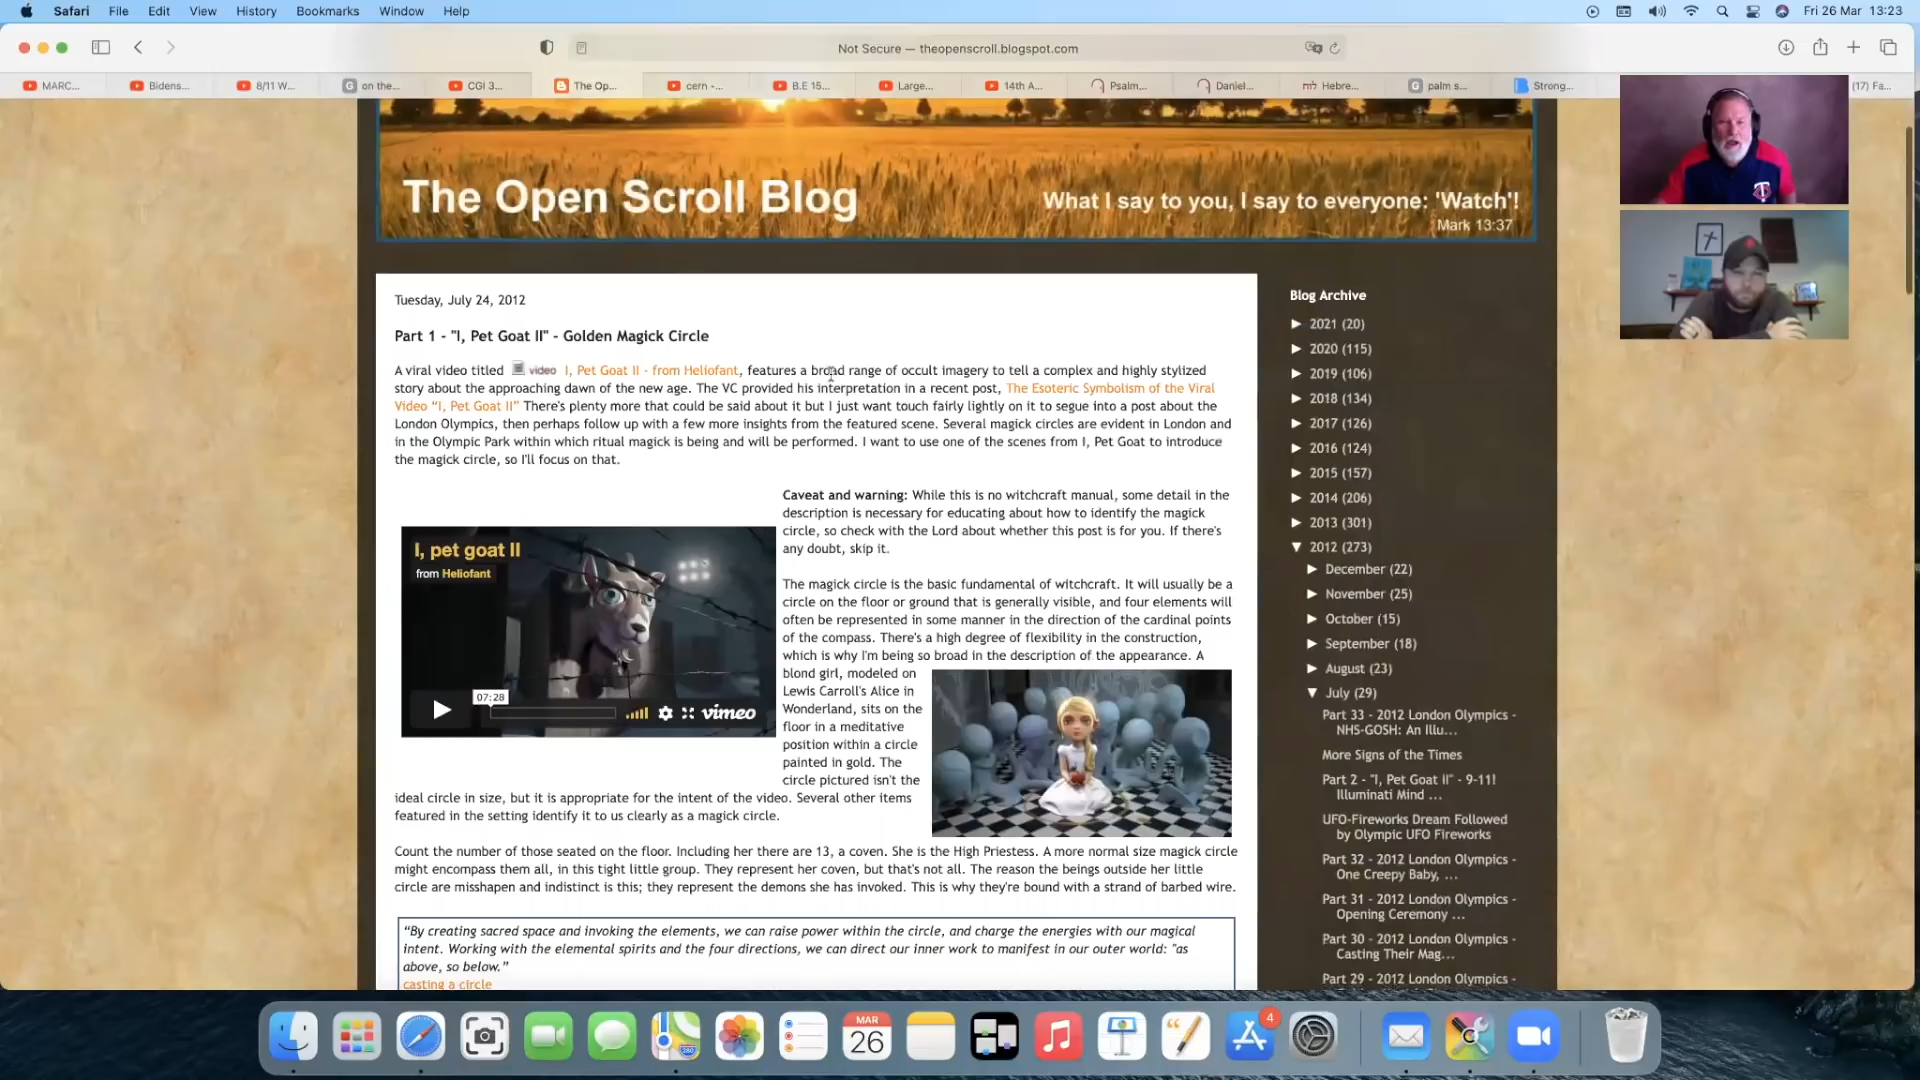 Safari File Edit View History Bookmarks Window Help
Fri 26 Mar 13:23
Not Secure — theopenscroll.blogspot.com
MARC...
Bidens...
8/11 W...
on the...
CGI 3...
The Op...
cern -...
B.E 15...
Large...
14th A...
Psalm...
Daniel...
Hebre...
palm s...
Strong...
(17) Fa...
The Open Scroll Blog
What I say to you, I say to everyone: 'Watch'!
Mark 13:37
Tuesday, July 24, 2012
Part 1 - "I, Pet Goat II" - Golden Magick Circle
A viral video titled video I, Pet Goat II - from Heliofant, features a broad range of occult imagery to tell a complex and highly stylized
story about the approaching dawn of the new age. The VC provided his interpretation in a recent post, The Esoteric Symbolism of the Viral
Video “I, Pet Goat II” There's plenty more that could be said about it but I just want touch fairly lightly on it to segue into a post about the
London Olympics, then perhaps follow up with a few more insights from the featured scene. Several magick circles are evident in London and
in the Olympic Park within which ritual magick is being and will be performed. I want to use one of the scenes from I, Pet Goat to introduce
the magick circle, so I'll focus on that.
I, pet goat II
from Heliofant
07:28
vimeo
Caveat and warning: While this is no witchcraft manual, some detail in the
description is necessary for educating about how to identify the magick
circle, so check with the Lord about whether this post is for you. If there's
any doubt, skip it.
The magick circle is the basic fundamental of witchcraft. It will usually be a
circle on the floor or ground that is generally visible, and four elements will
often be represented in some manner in the direction of the cardinal points
of the compass. There's a high degree of flexibility in the construction,
which is why I'm being so broad in the description of the appearance. A
blond girl, modeled on
Lewis Carroll's Alice in
Wonderland, sits on the
floor in a meditative
position within a circle
painted in gold. The
circle pictured isn't the
ideal circle in size, but it is appropriate for the intent of the video. Several other items
featured in the setting identify it to us clearly as a magick circle.
Count the number of those seated on the floor. Including her there are 13, a coven. She is the High Priestess. A more normal size magick circle
might encompass them all, in this tight little group. They represent her coven, but that's not all. The reason the beings outside her little
circle are misshapen and indistinct is this; they represent the demons she has invoked. This is why they're bound with a strand of barbed wire.
“By creating sacred space and invoking the elements, we can raise power within the circle, and charge the energies with our magical
intent. Working with the elemental spirits and the four directions, we can direct our inner work to manifest in our outer world: "as
above, so below.”
casting a circle
Blog Archive
► 2021 (20)
► 2020 (115)
► 2019 (106)
► 2018 (134)
► 2017 (126)
► 2016 (124)
► 2015 (157)
► 2014 (206)
► 2013 (301)
▼ 2012 (273)
► December (22)
► November (25)
► October (15)
► September (18)
► August (23)
▼ July (29)
Part 33 - 2012 London Olympics -
NHS-GOSH: An Illu...
More Signs of the Times
Part 2 - "I, Pet Goat II" - 9-11!
Illuminati Mind ...
UFO-Fireworks Dream Followed
by Olympic UFO Fireworks
Part 32 - 2012 London Olympics -
One Creepy Baby, ...
Part 31 - 2012 London Olympics -
Opening Ceremony ...
Part 30 - 2012 London Olympics -
Casting Their Mag...
Part 29 - 2012 London Olympics -
MAR
26
4